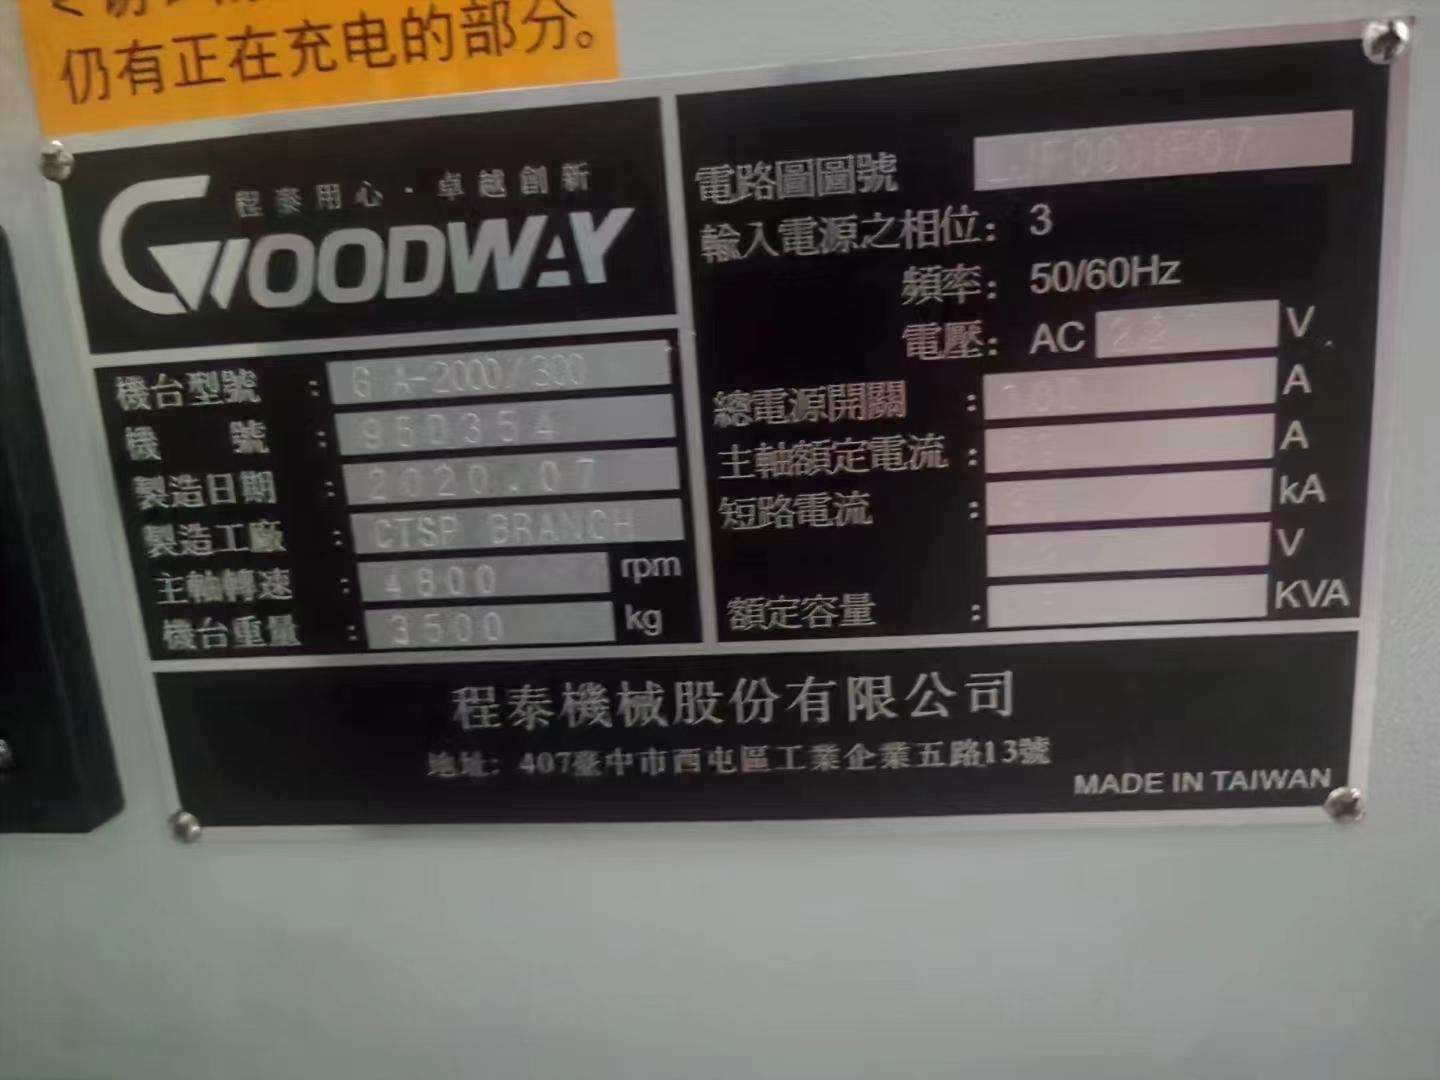 仍有正在充电的部分。
程泰用心·卓越創新
GOODWAY
機台型號 : GA-2000/300
機 號 : 950354
製造日期 : 2020.07
製造工廠 : CTSP BRANCH
主軸轉速 : 4800 rpm
機台重量 : 3500 kg
電路圖圖號
輸入電源之相位: 3
頻率: 50/60Hz
電壓: AC V
總電源開關 : A
主軸額定電流 : A
短路電流 : kA
V
額定容量 : KVA
程泰機械股份有限公司
地址: 407臺中市西屯區工業企業五路13號
MADE IN TAIWAN